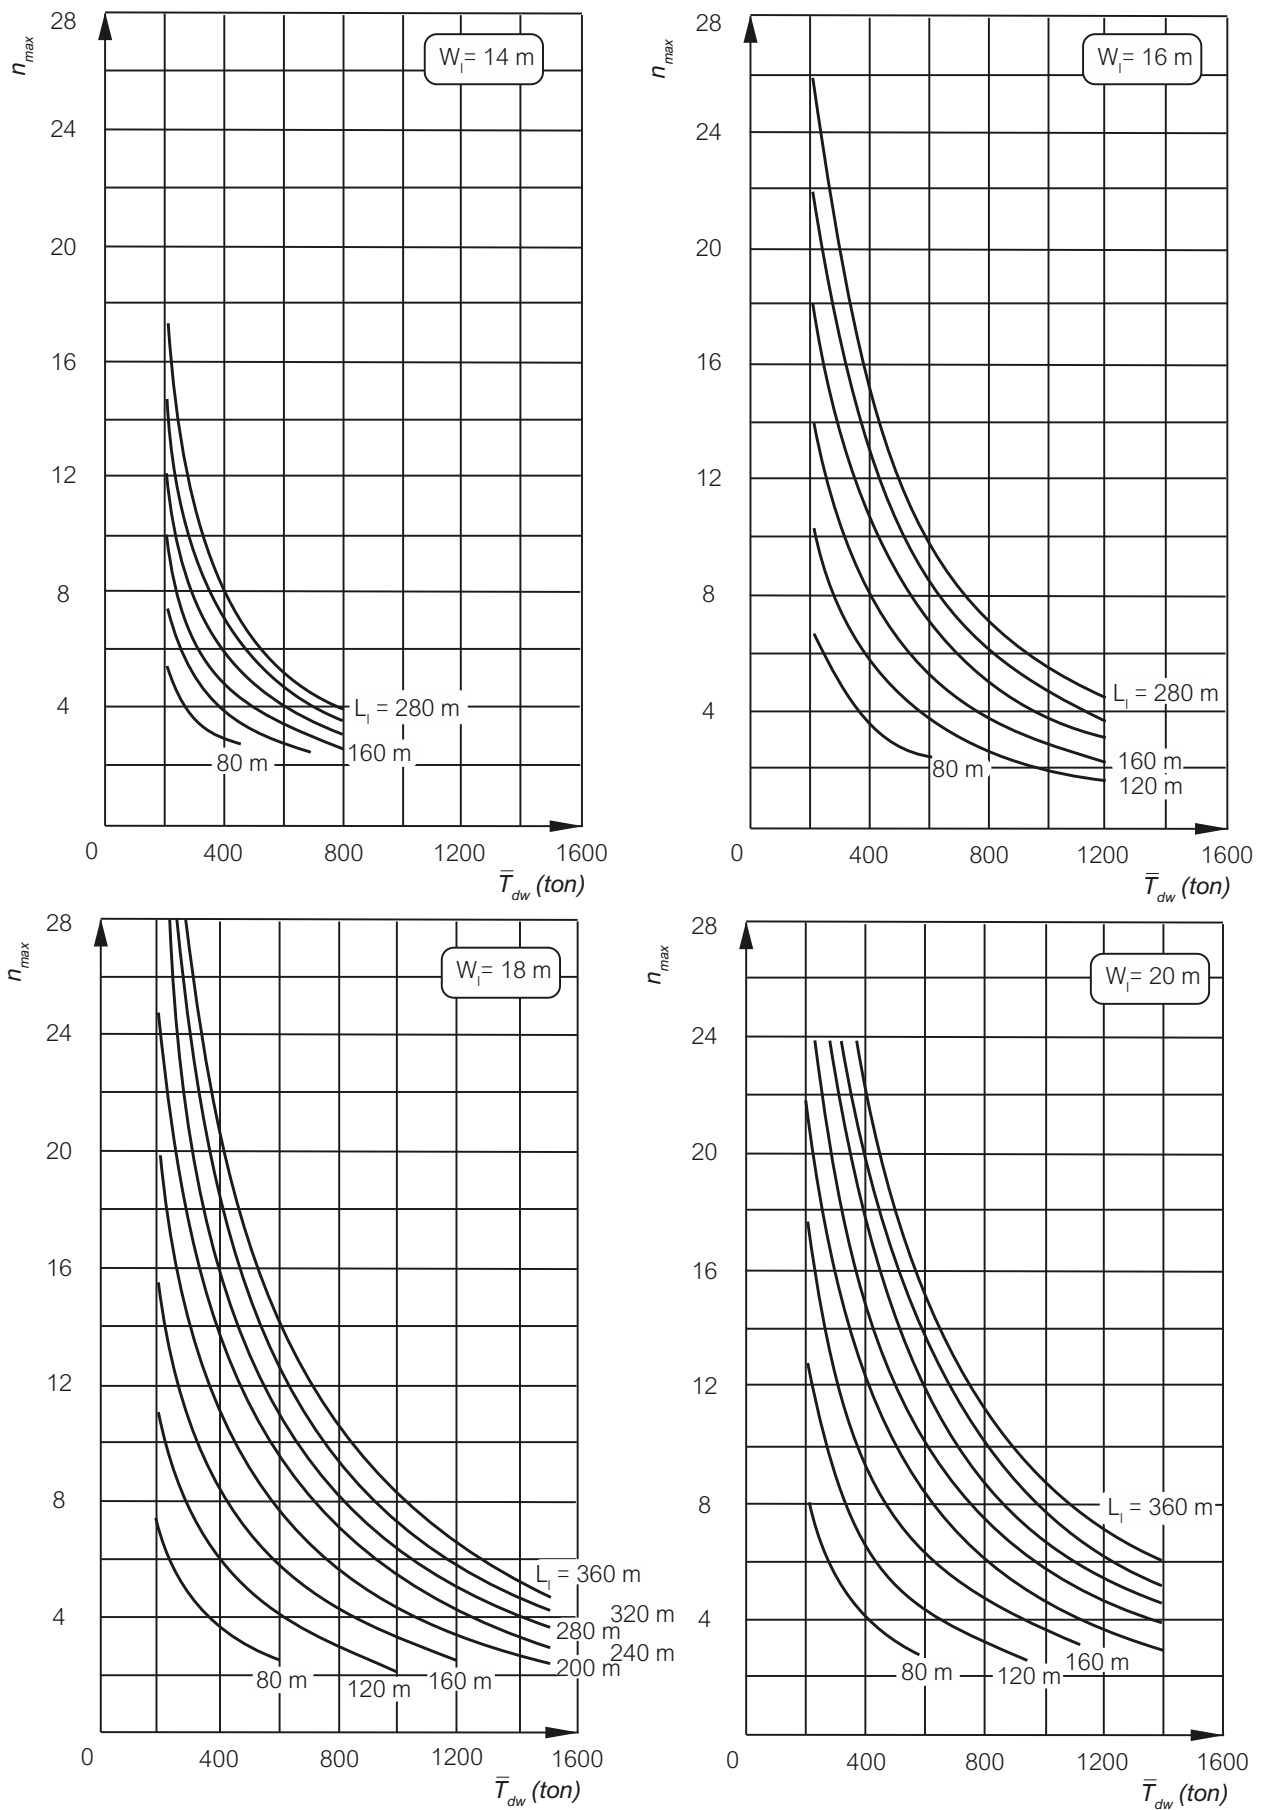 28
n_max
W_l= 14 m
24
20
16
12
8
4
L_l = 280 m
160 m
80 m
0 400 800 1200 1600
T̅_dw (ton)
28
n_max
W_l= 16 m
24
20
16
12
8
4
L_l = 280 m
160 m
120 m
80 m
0 400 800 1200 1600
T̅_dw (ton)
28
n_max
W_l= 18 m
24
20
16
12
8
4
L_l = 360 m
320 m
280 m
240 m
200 m
160 m
120 m
80 m
0 400 800 1200 1600
T̅_dw (ton)
28
n_max
W_l= 20 m
24
20
16
12
8
4
L_l = 360 m
160 m
120 m
80 m
0 400 800 1200 1600
T̅_dw (ton)